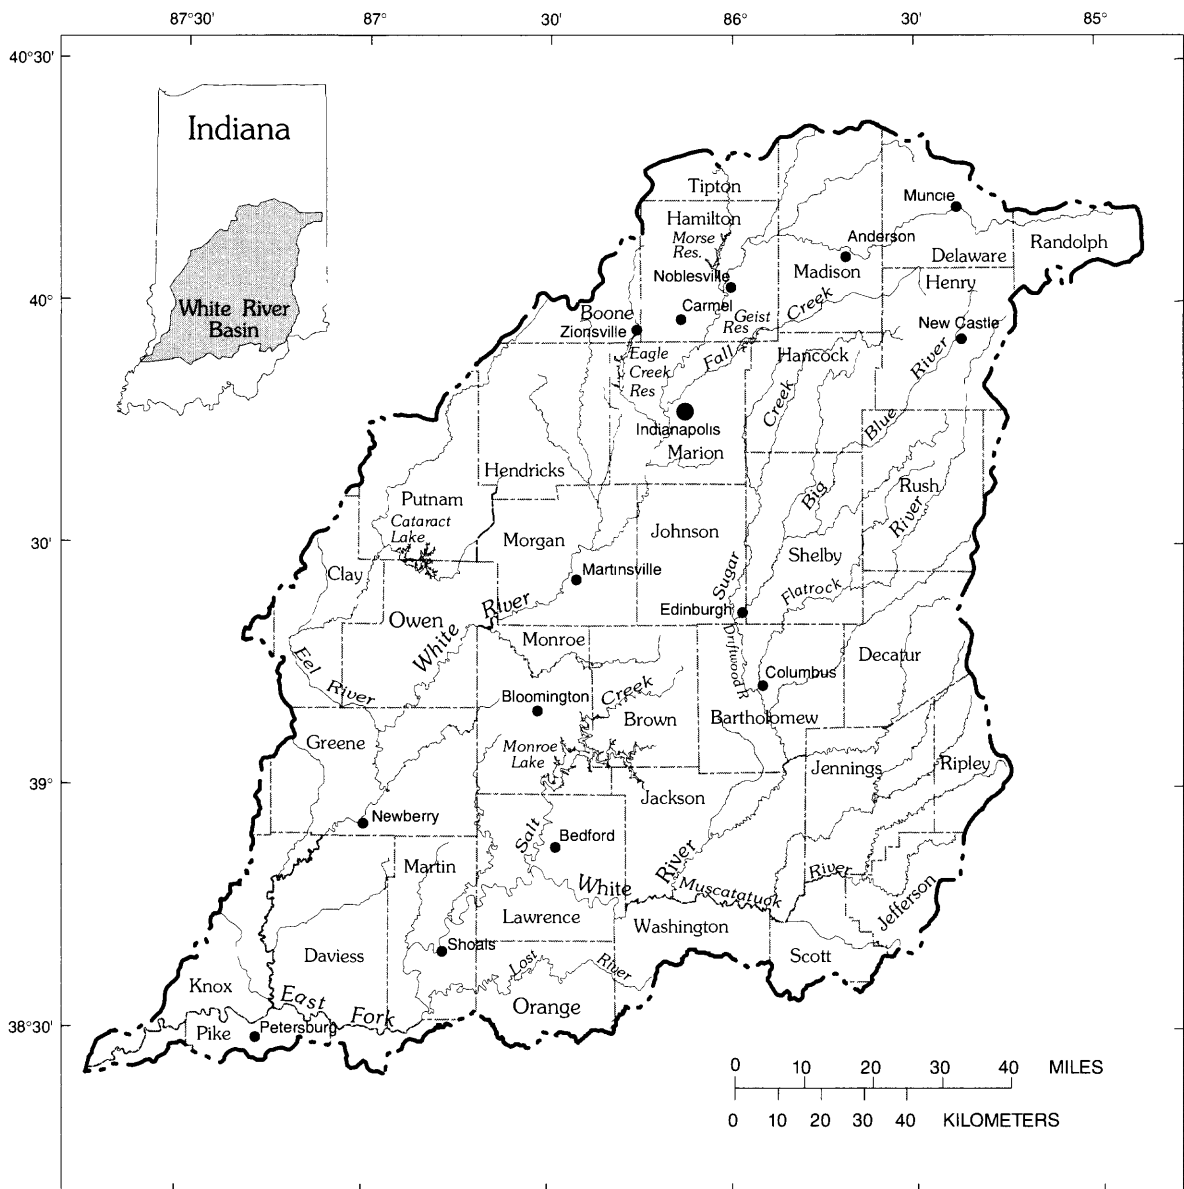 87°30' 87° 30' 86° 30' 85°
40°30'
Indiana
White River
Basin
Tipton
Hamilton
Morse
Res.
Noblesville
Carmel
Geist
Res
Boone
Zionsville
Muncie
Anderson
Delaware
Randolph
Madison
Henry
New Castle
40°
Fall Creek
Eagle
Creek
Res
Hancock
Creek
Blue River
Indianapolis
Marion
Hendricks
Putnam
Cataract
Lake
Big
Rush
River
30'
Morgan
Johnson
Shelby
Clay
Martinsville
Sugar
Flatrock
Owen
White River
Edinburgh
Monroe
Driftwood R
Decatur
Eel River
Columbus
Bloomington
Creek
Brown
Bartholomew
Greene
Monroe
Lake
Jennings
Ripley
39°
Jackson
Newberry
Salt
Bedford
River
Martin
White
Muscatatuck
River
Jefferson
Lawrence
Washington
Daviess
Shoals
Lost River
Scott
Knox
East Fork
Orange
38°30'
Pike
Petersburg
0 10 20 30 40 MILES
0 10 20 30 40 KILOMETERS